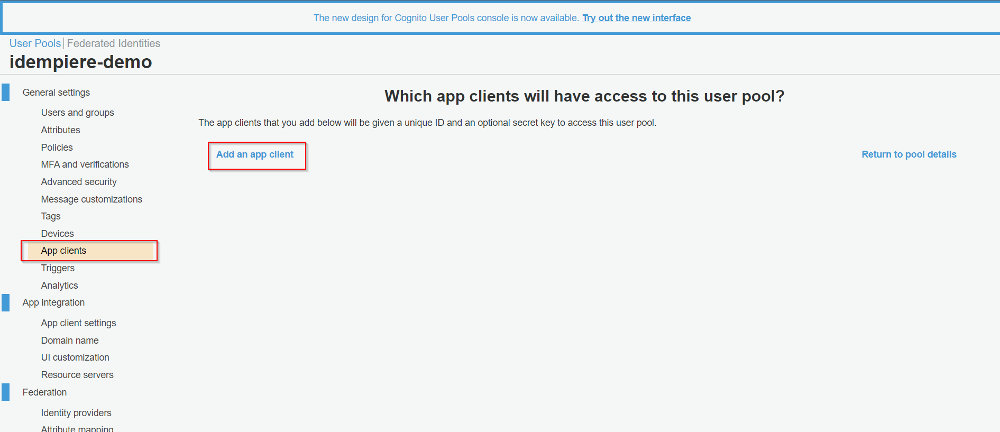 The new design for Cognito User Pools console is now available. Try out the new interface
User Pools | Federated Identities
idempiere-demo
General settings
Users and groups
Attributes
Policies
MFA and verifications
Advanced security
Message customizations
Tags
Devices
App clients
Triggers
Analytics
App integration
App client settings
Domain name
UI customization
Resource servers
Federation
Identity providers
Attribute mapping
Which app clients will have access to this user pool?
The app clients that you add below will be given a unique ID and an optional secret key to access this user pool.
Add an app client
Return to pool details